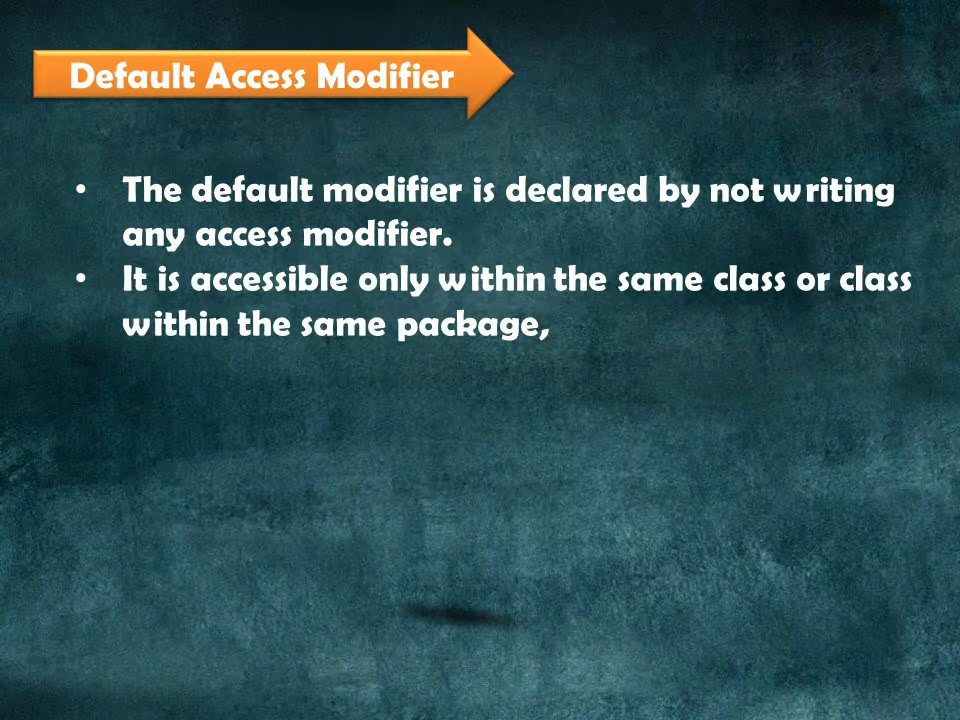 Default Access Modifier
• The default modifier is declared by not writing
any access modifier.
• It is accessible only within the same class or class
within the same package,